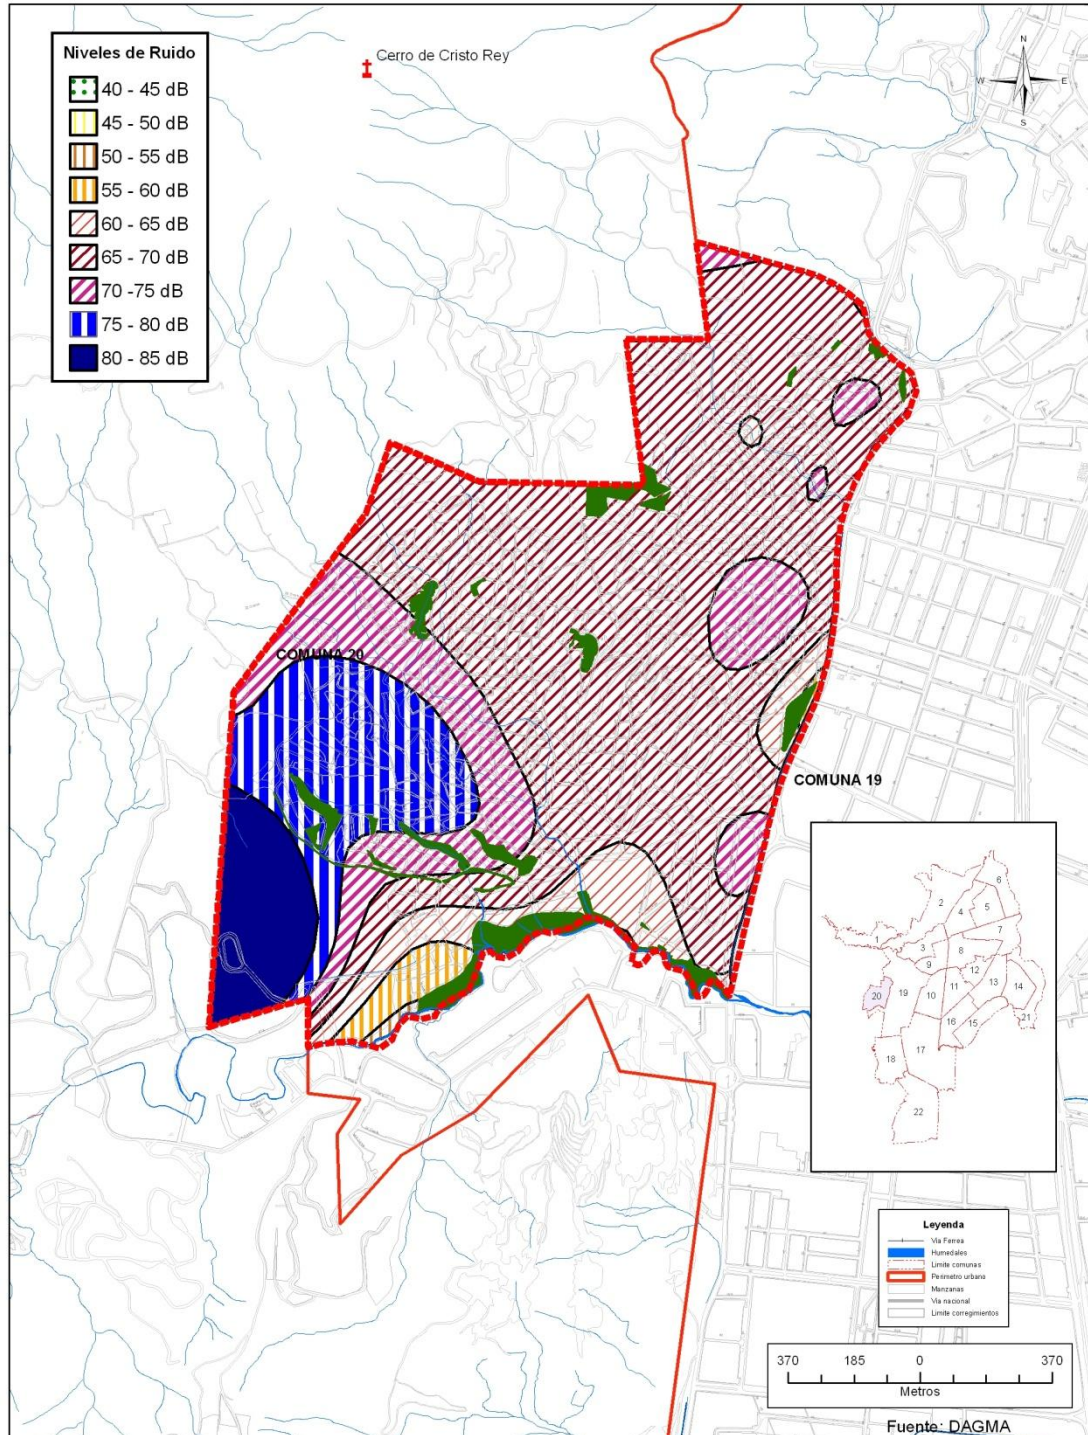 Niveles de Ruido
40 - 45 dB
45 - 50 dB
50 - 55 dB
55 - 60 dB
60 - 65 dB
65 - 70 dB
70 -75 dB
75 - 80 dB
80 - 85 dB
Cerro de Cristo Rey
N
W E
S
COMUNA 20
COMUNA 19
6
2
4
5
7
3
8
9
12
20
19
10
11
13
14
16
15
21
18
17
22
Leyenda
Via Ferrea
Humedales
Limite comunas
Perimetro urbano
Manzanas
Via nacional
Limite corregimientos
370 185 0 370
Metros
Fuente: DAGMA